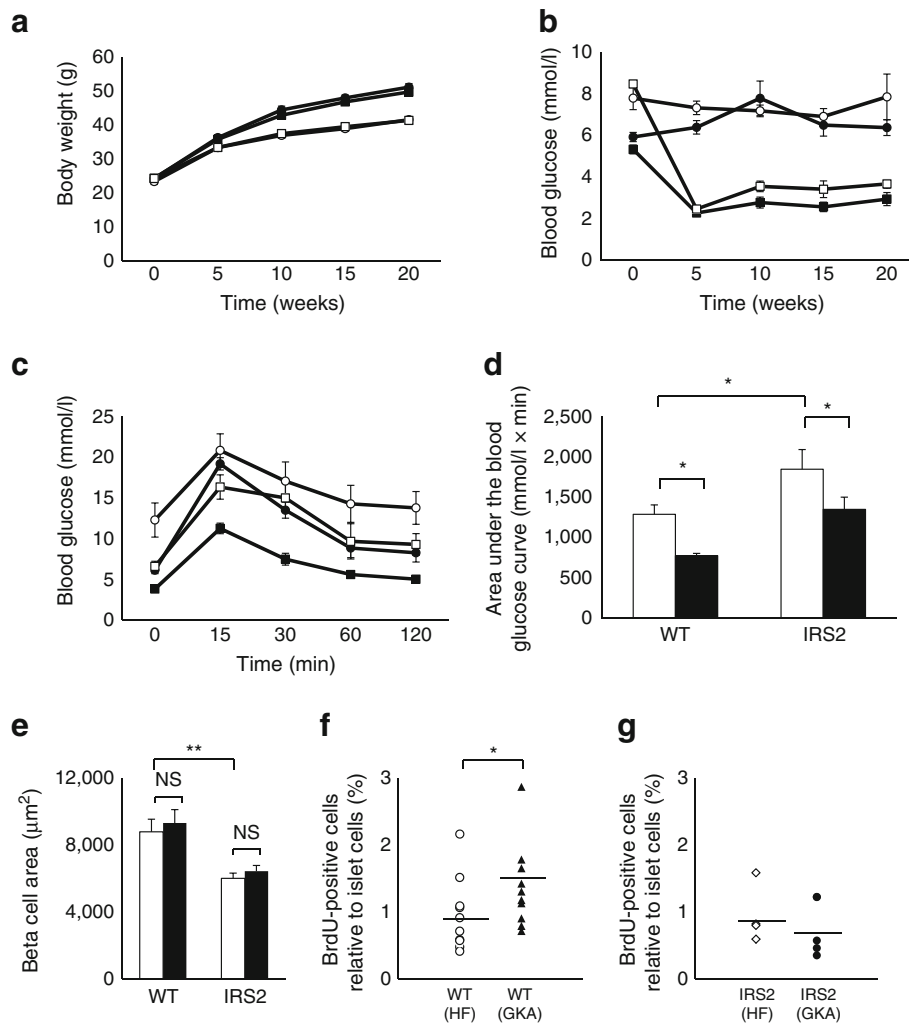 a
Body weight (g)
60
50
40
30
20
10
0
0 5 10 15 20
Time (weeks)
b
Blood glucose (mmol/l)
10
8
6
4
2
0
0 5 10 15 20
Time (weeks)
c
Blood glucose (mmol/l)
25
20
15
10
5
0
0 15 30 60 120
Time (min)
d
Area under the blood
glucose curve (mmol/l × min)
2,500
2,000
1,500
1,000
500
0
*
*
*
WT IRS2
e
Beta cell area (μm²)
12,000
8,000
4,000
0
**
NS
NS
WT IRS2
f
BrdU-positive cells
relative to islet cells (%)
3
2
1
0
*
WT WT
(HF) (GKA)
g
BrdU-positive cells
relative to islet cells (%)
3
2
1
0
IRS2 IRS2
(HF) (GKA)